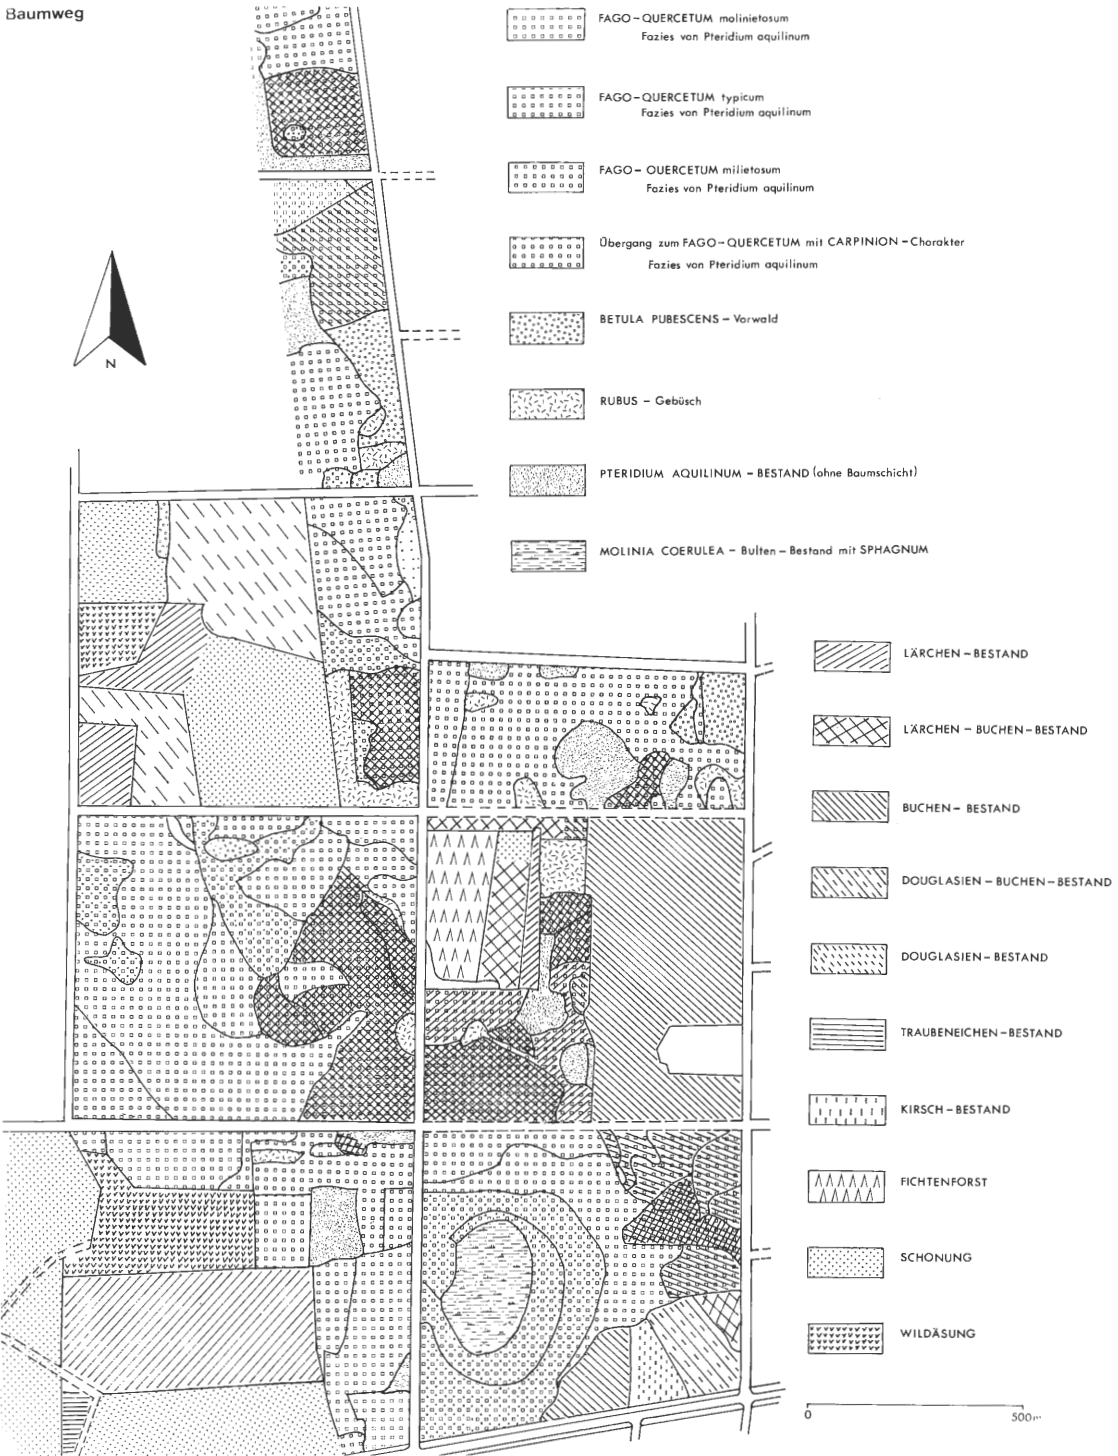 Baumweg
FAGO-QUERCETUM molinietosum
Fazies von Pteridium aquilinum
FAGO-QUERCETUM typicum
Fazies von Pteridium aquilinum
FAGO- QUERCETUM milietosum
Fazies von Pteridium aquilinum
Übergang zum FAGO-QUERCETUM mit CARPINION-Charakter
Fazies von Pteridium aquilinum
BETULA PUBESCENS-Vorwald
RUBUS - Gebüsch
PTERIDIUM AQUILINUM - BESTAND (ohne Baumschicht)
MOLINIA COERULEA - Bulten-Bestand mit SPHAGNUM
N
LÄRCHEN-BESTAND
LÄRCHEN-BUCHEN-BESTAND
BUCHEN-BESTAND
DOUGLASIEN-BUCHEN-BESTAND
DOUGLASIEN-BESTAND
TRAUBENEICHEN-BESTAND
KIRSCH-BESTAND
FICHTENFORST
SCHONUNG
WILDÄSUNG
0 500m